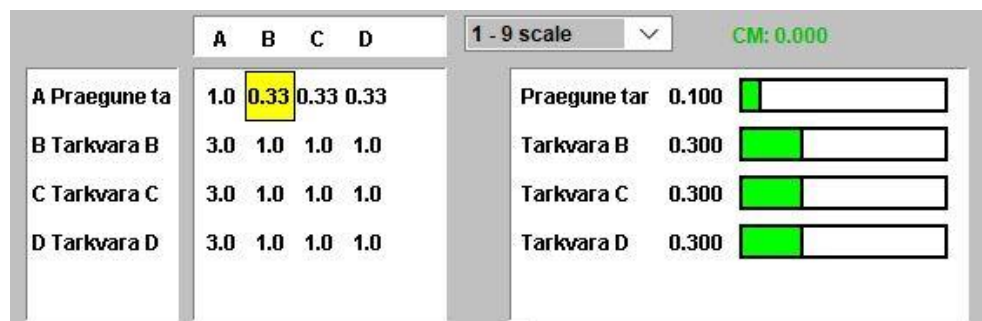 A B C D 1 - 9 scale CM: 0.000
A Praegune ta 1.0 0.33 0.33 0.33 Praegune tar 0.100
B Tarkvara B 3.0 1.0 1.0 1.0 Tarkvara B 0.300
C Tarkvara C 3.0 1.0 1.0 1.0 Tarkvara C 0.300
D Tarkvara D 3.0 1.0 1.0 1.0 Tarkvara D 0.300